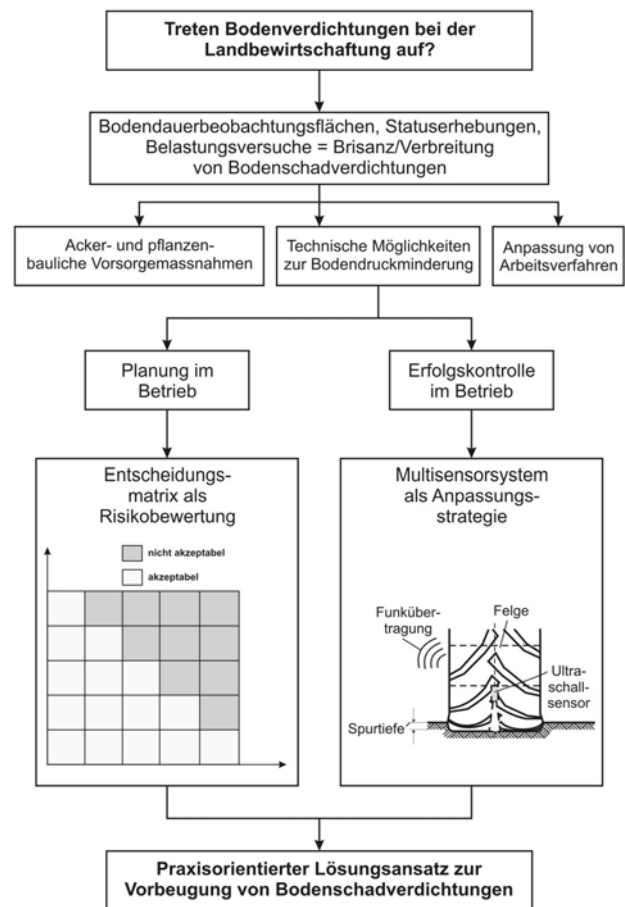 Treten Bodenverdichtungen bei der
Landbewirtschaftung auf?
Bodendauerbeobachtungsflächen, Statuserhebungen,
Belastungsversuche = Brisanz/Verbreitung
von Bodenschadverdichtungen
Acker- und pflanzen-
bauliche Vorsorgemassnahmen
Technische Möglichkeiten
zur Bodendruckminderung
Anpassung von
Arbeitsverfahren
Planung im
Betrieb
Erfolgskontrolle
im Betrieb
Entscheidungs-
matrix als
Risikobewertung
nicht akzeptabel
akzeptabel
Multisensorsystem
als Anpassungs-
strategie
Funküber-
tragung
Felge
Ultra-
schall-
sensor
Spurtiefe
Praxisorientierter Lösungsansatz zur
Vorbeugung von Bodenschadverdichtungen